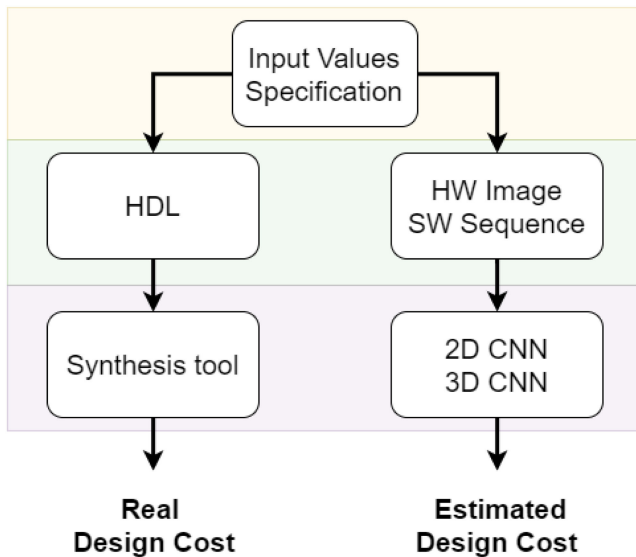 Input Values
Specification
HDL
HW Image
SW Sequence
Synthesis tool
2D CNN
3D CNN
Real
Design Cost
Estimated
Design Cost